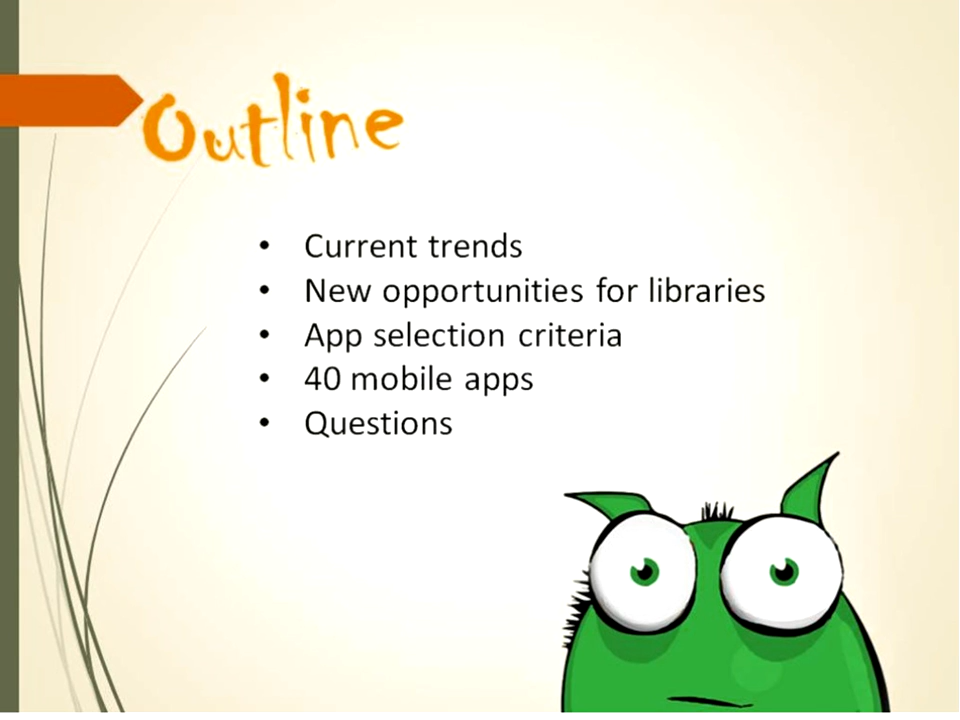 Outline
• Current trends
• New opportunities for libraries
• App selection criteria
• 40 mobile apps
• Questions